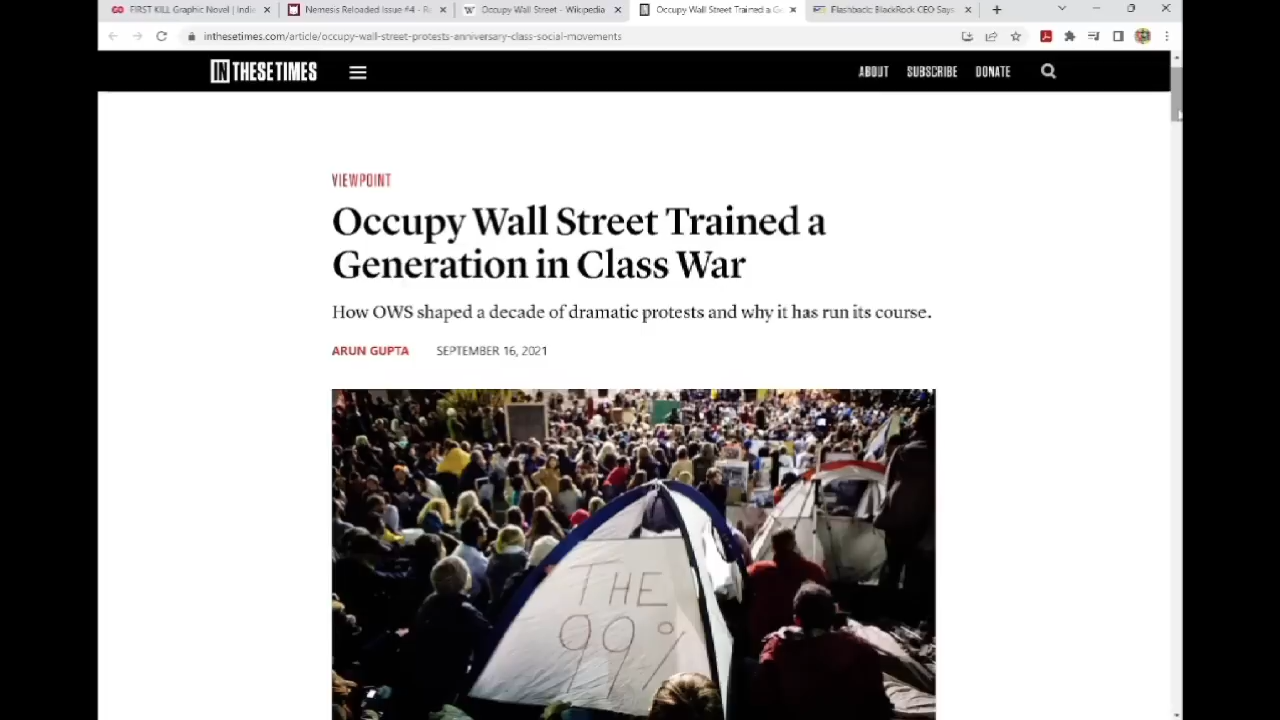 FIRST KILL Graphic Novel | Indie
Nemesis Reloaded Issue #4 - R
Occupy Wall Street - Wikipedia
Occupy Wall Street Trained a G
Flashback: BlackRock CEO Says
inthesetimes.com/article/occupy-wall-street-protests-anniversary-class-social-movements
IN THESE TIMES
ABOUT
SUBSCRIBE
DONATE
VIEWPOINT
Occupy Wall Street Trained a
Generation in Class War
How OWS shaped a decade of dramatic protests and why it has run its course.
ARUN GUPTA
SEPTEMBER 16, 2021
THE
99%